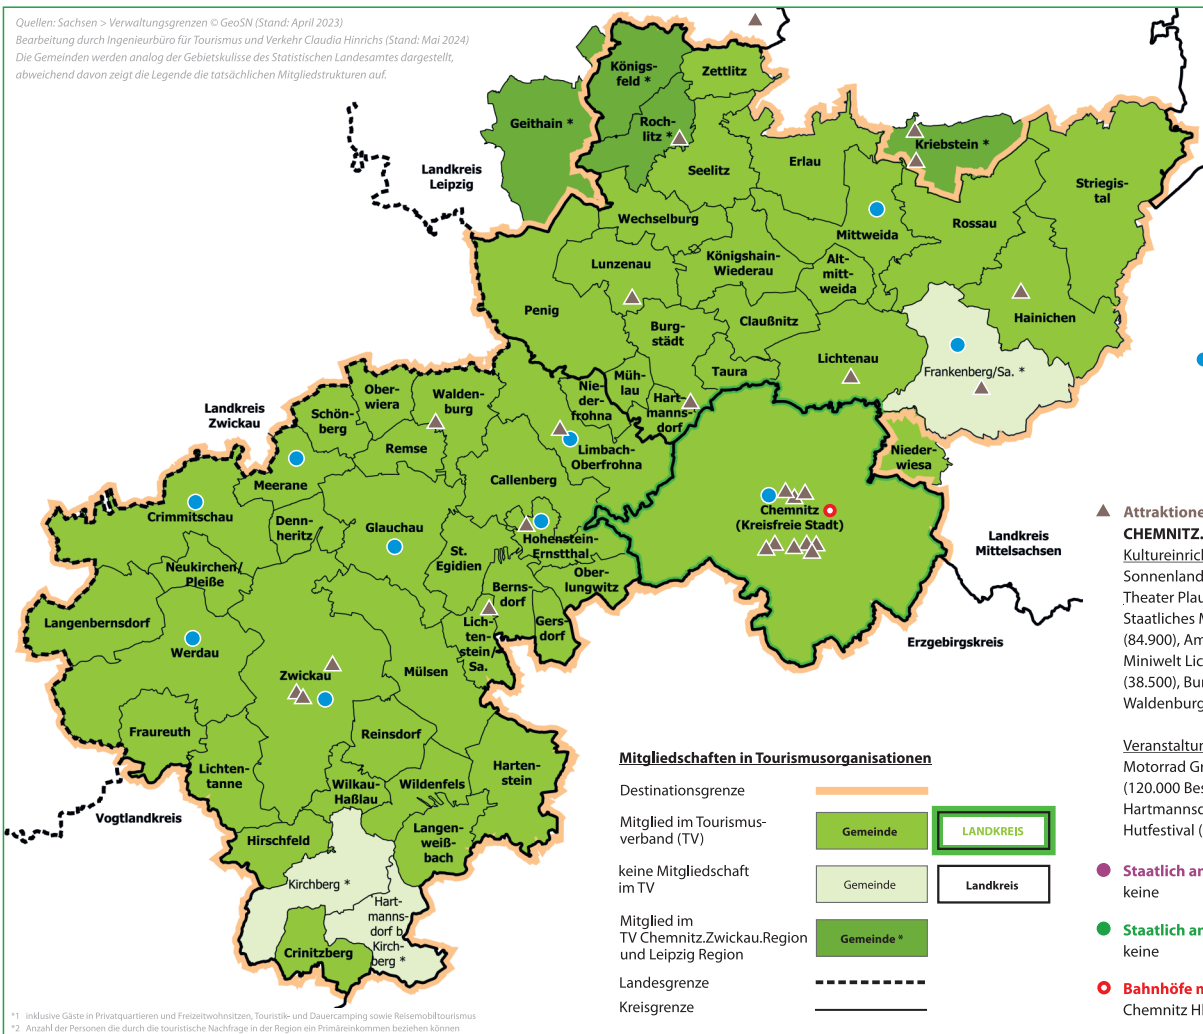 Quellen: Sachsen > Verwaltungsgrenzen © GeoSN (Stand: April 2023)
Bearbeitung durch Ingenieurbüro für Tourismus und Verkehr Claudia Hinrichs (Stand: Mai 2024)
Die Gemeinden werden analog der Gebietskulisse des Statistischen Landesamtes dargestellt,
abweichend davon zeigt die Legende die tatsächlichen Mitgliedstrukturen auf.
Königs-
feld *
Zettlitz
Geithain *
Roch-
litz *
Kriebstein *
Landkreis
Leipzig
Seelitz
Erlau
Striegis-
tal
Wechselburg
Mittweida
Rossau
Lunzenau
Königshain-
Wiederau
Alt-
mitt-
weida
Penig
Claußnitz
Hainichen
Burg-
städt
Lichtenau
Frankenberg/Sa. *
Taura
Müh-
lau
Hart-
manns-
dorf
Ober-
wiera
Walden-
burg
Nie-
der-
frohna
Landkreis
Zwickau
Schön-
berg
Remse
Limbach-
Oberfrohna
Nieder-
wiesa
Meerane
Callenberg
Crimmitschau
Denn-
heritz
Glauchau
Hohenstein-
Ernstthal
Chemnitz
(Kreisfreie Stadt)
Landkreis
Mittelsachsen
St.
Egidien
Ober-
lungwitz
Neukirchen/
Pleiße
Berns-
dorf
Gers-
dorf
Langenbernsdorf
Werdau
Lich-
ten-
stein/
Sa.
Erzgebirgskreis
Zwickau
Mülsen
Fraureuth
Reinsdorf
Lichten-
tanne
Harten-
stein
Wilkau-
Haßlau
Wildenfels
Vogtlandkreis
Hirschfeld
Langen-
weiß-
bach
Kirchberg *
Hart-
manns-
dorf b
Kirch-
berg *
Crinitzberg
Mitgliedschaften in Tourismusorganisationen
Destinationsgrenze
Mitglied im Tourismus-
verband (TV)
Gemeinde
LANDKREIS
keine Mitgliedschaft
im TV
Gemeinde
Landkreis
Mitglied im
TV Chemnitz.Zwickau.Region
und Leipzig Region
Gemeinde *
Landesgrenze
Kreisgrenze
Attraktione
CHEMNITZ.
Kultureinrich
Sonnenland
Theater Plau
Staatliches M
(84.900), Am
Miniwelt Lic
(38.500), Bur
Waldenburg
Veranstaltun
Motorrad Gr
(120.000 Bes
Hartmannsd
Hutfestival (
Staatlich an
keine
Staatlich an
keine
Bahnhöfe m
Chemnitz Hb
*1 inklusive Gäste in Privatquartieren und Freizeitwohnsitzen, Touristik- und Dauercamping sowie Reisemobiltourismus
*2 Anzahl der Personen die durch die touristische Nachfrage in der Region ein Primäreinkommen beziehen können